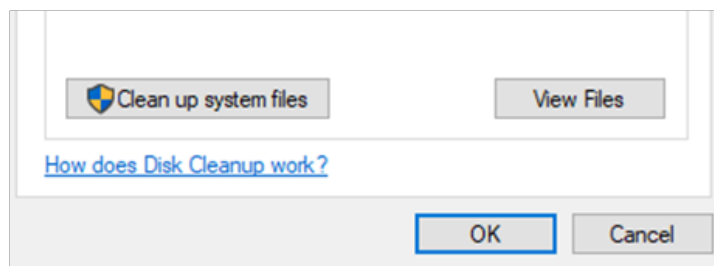 Clean up system files
View Files
How does Disk Cleanup work?
OK
Cancel